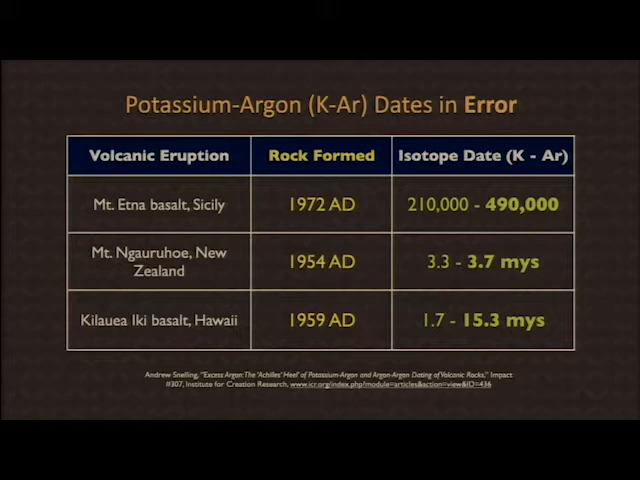 Potassium-Argon (K-Ar) Dates in Error
Volcanic Eruption Rock Formed Isotope Date (K - Ar)
Mt. Etna basalt, Sicily 1972 AD 210,000 - 490,000
Mt. Ngauruhoe, New
Zealand 1954 AD 3.3 - 3.7 mys
Kilauea Iki basalt, Hawaii 1959 AD 1.7 - 15.3 mys
Andrew Snelling, "Excess Argon: The 'Achilles' Heel' of Potassium-Argon and Argon-Argon Dating of Volcanic Rocks," Impact
#307, Institute for Creation Research, www.icr.org/index.php?module=articles&action=view&ID=436